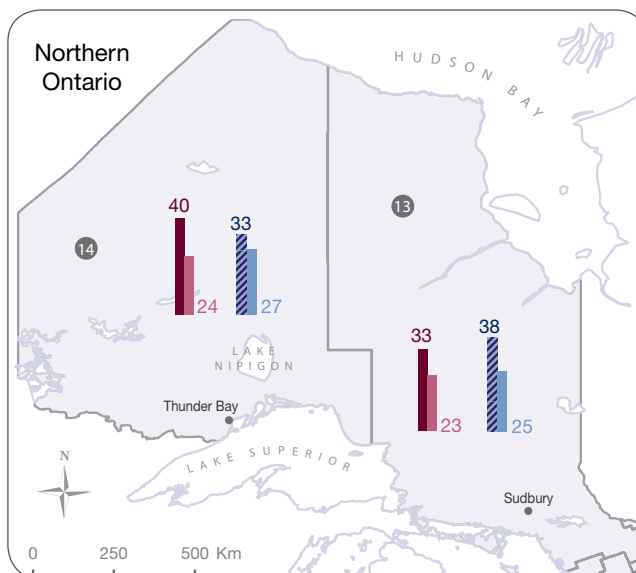 Northern
Ontario
HUDSON BAY
13
14
40
33
24
27
33
38
23
25
LAKE
NIPIGON
Thunder Bay
LAKE SUPERIOR
N
Sudbury
0 250 500 Km